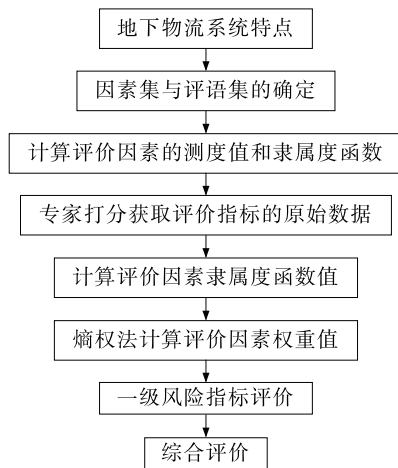 地下物流系统特点
因素集与评语集的确定
计算评价因素的测度值和隶属度函数
专家打分获取评价指标的原始数据
计算评价因素隶属度函数值
熵权法计算评价因素权重值
一级风险指标评价
综合评价